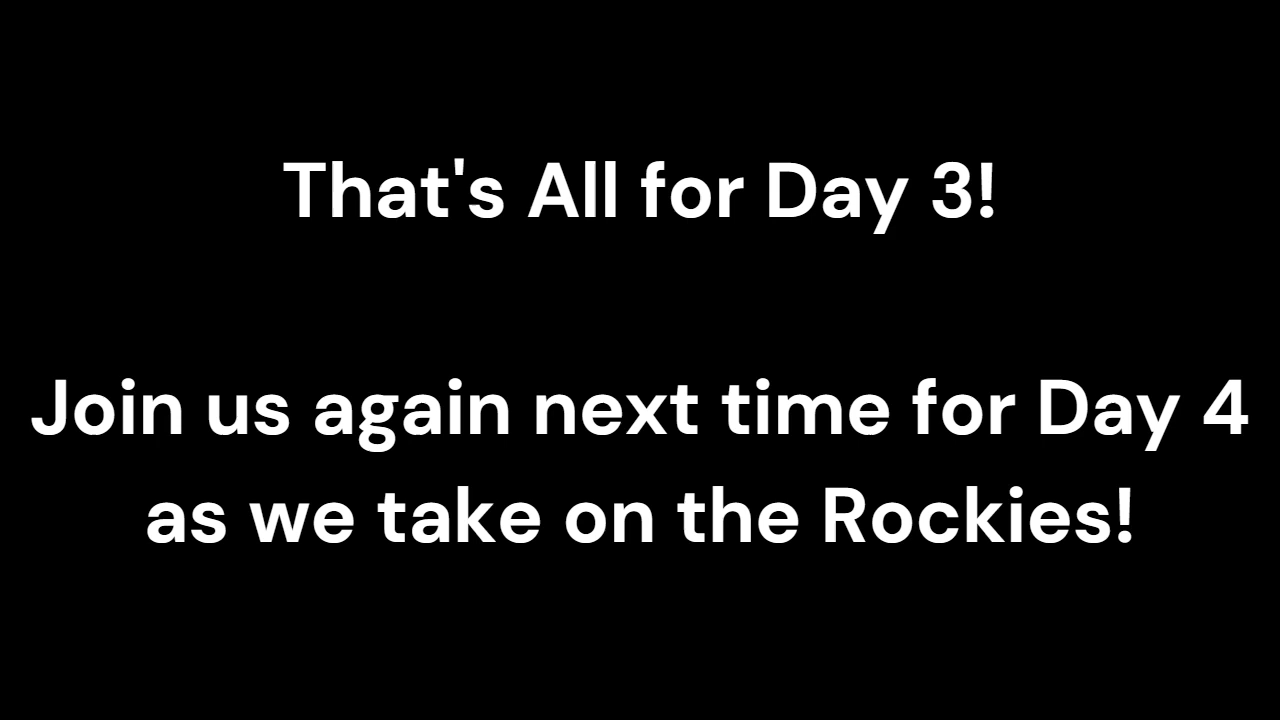 That's All for Day 3!
Join us again next time for Day 4
as we take on the Rockies!